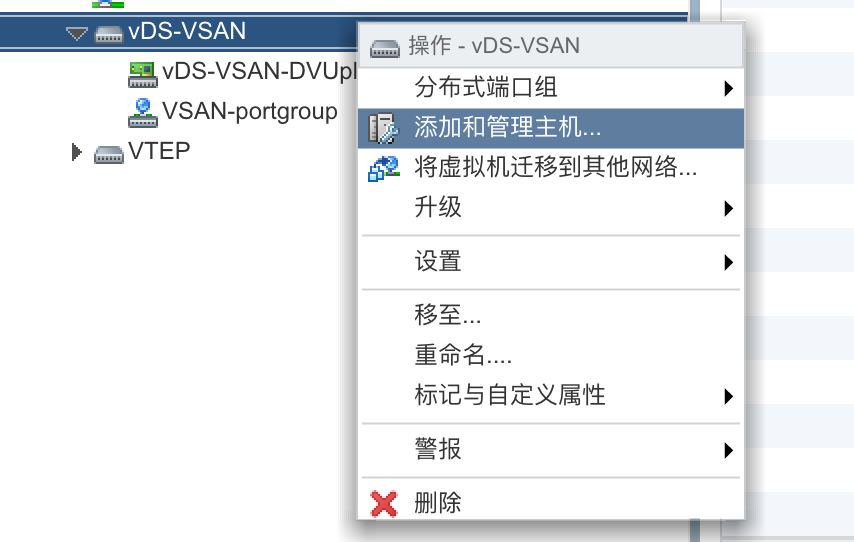 vDS-VSAN
vDS-VSAN-DVUpl
VSAN-portgroup
VTEP
操作 - vDS-VSAN
分布式端口组
添加和管理主机...
将虚拟机迁移到其他网络...
升级
设置
移至...
重命名....
标记与自定义属性
警报
删除